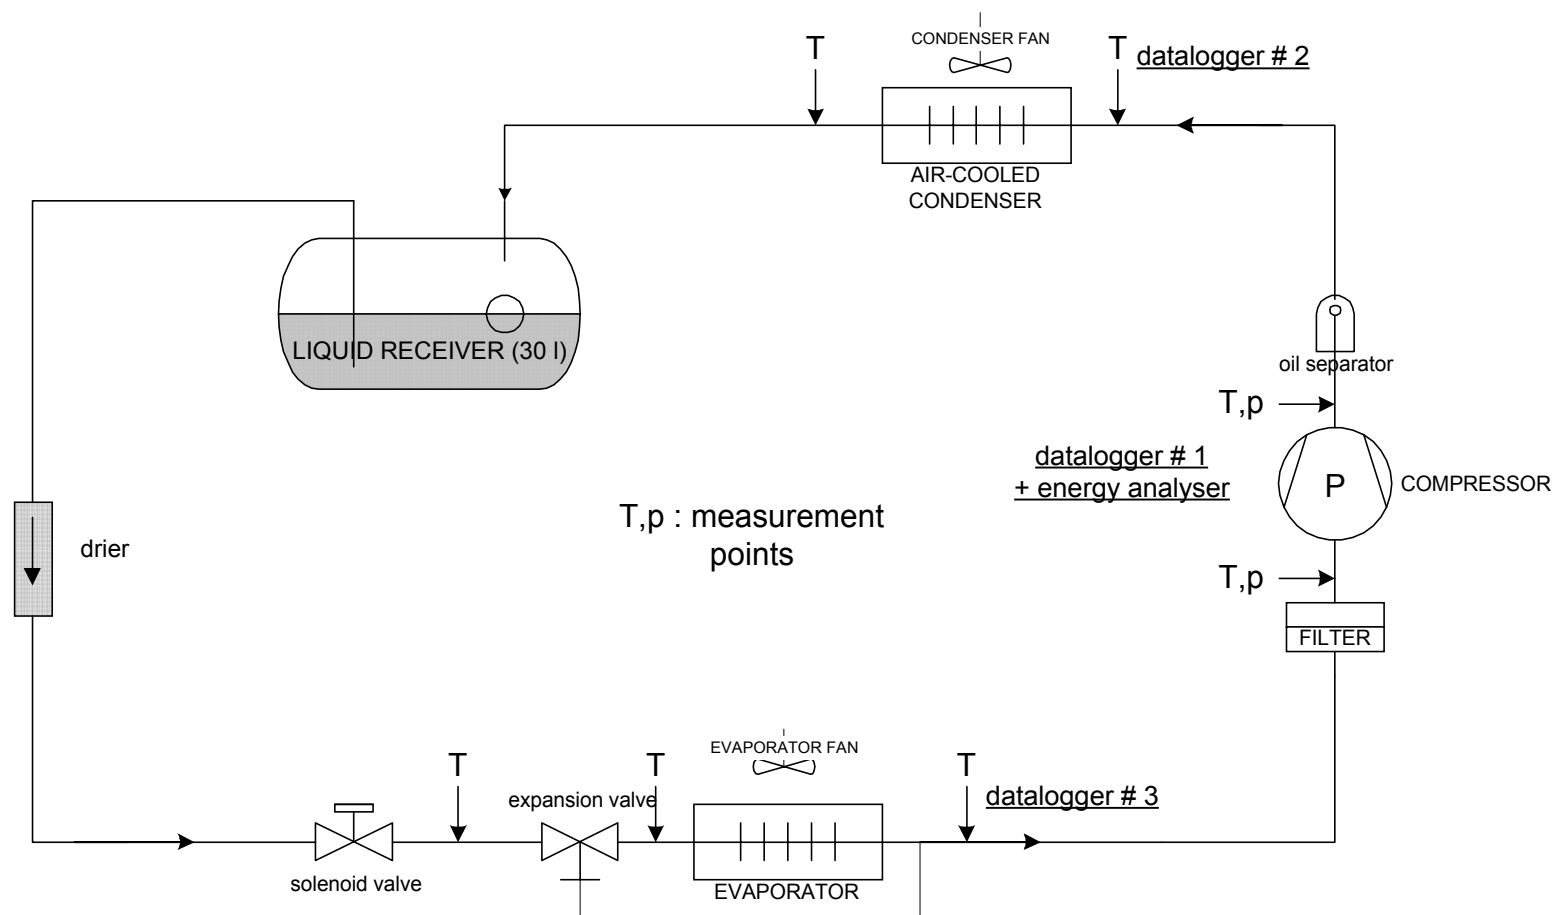 CONDENSER FAN
T
T
datalogger # 2
AIR-COOLED
CONDENSER
LIQUID RECEIVER (30 l)
oil separator
T,p
datalogger # 1
+ energy analyser
P
COMPRESSOR
T,p : measurement
points
drier
T,p
FILTER
EVAPORATOR FAN
T
T
T
datalogger # 3
expansion valve
solenoid valve
EVAPORATOR